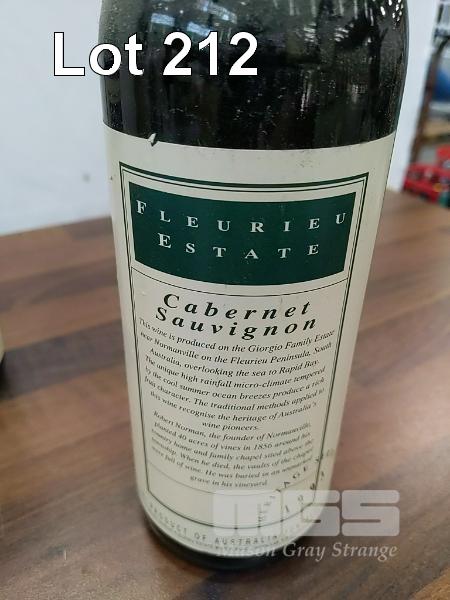 Lot 212
FLEURIEU
ESTATE
Cabernet
Sauvignon
This wine is produced on the Giorgio Family Estate
near Normanville on the Fleurieu Peninsula, South
Australia, overlooking the sea to Rapid Bay.
The unique high rainfall micro-climate tempered
by the cool summer ocean breezes produce a rich
fruit character. The traditional methods applied to
this wine recognise the heritage of Australia's
wine pioneers.
Robert Norman, the founder of Normanville,
planted 40 acres of vines in 1856 around his
country home and family chapel sited above the
township. When he died, the vaults of the chapel
were full of wine. He was buried in an
grave in his vineyard.
1991
PRODUCT OF AUSTRALIA
MGS
Mason Gray Strange